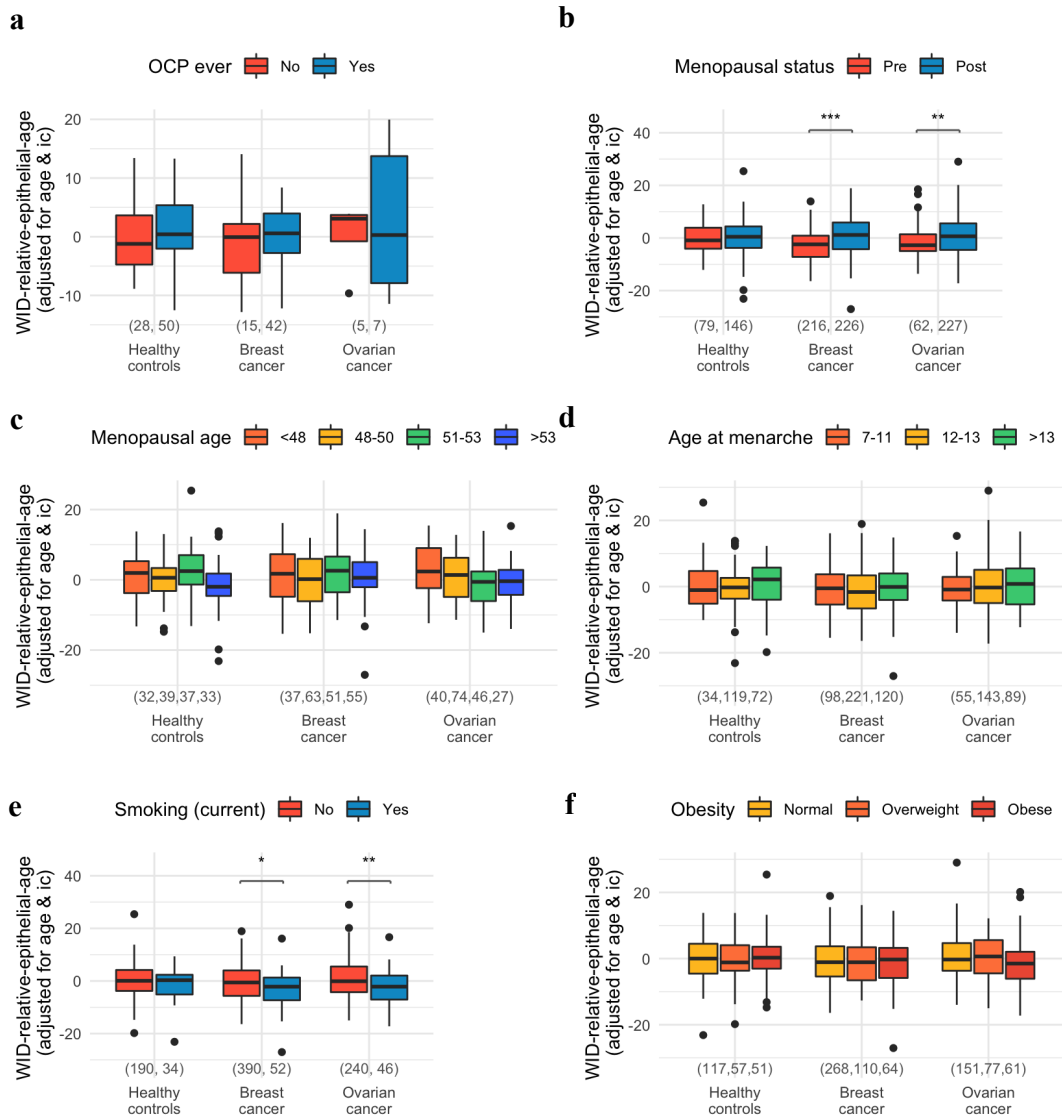 a
OCP ever No Yes
WID-relative-epithelial-age
(adjusted for age & ic)
20
10
0
-10
(28, 50) (15, 42) (5, 7)
Healthy controls
Breast cancer
Ovarian cancer
b
Menopausal status Pre Post
WID-relative-epithelial-age
(adjusted for age & ic)
*** **
40
20
0
-20
(79, 146) (216, 226) (62, 227)
Healthy controls
Breast cancer
Ovarian cancer
c
Menopausal age <48 48-50 51-53 >53
WID-relative-epithelial-age
(adjusted for age & ic)
20
0
-20
(32,39,37,33) (37,63,51,55) (40,74,46,27)
Healthy controls
Breast cancer
Ovarian cancer
d
Age at menarche 7-11 12-13 >13
WID-relative-epithelial-age
(adjusted for age & ic)
20
0
-20
(34,119,72) (98,221,120) (55,143,89)
Healthy controls
Breast cancer
Ovarian cancer
e
Smoking (current) No Yes
WID-relative-epithelial-age
(adjusted for age & ic)
* **
40
20
0
-20
(190, 34) (390, 52) (240, 46)
Healthy controls
Breast cancer
Ovarian cancer
f
Obesity Normal Overweight Obese
WID-relative-epithelial-age
(adjusted for age & ic)
20
0
-20
(117,57,51) (268,110,64) (151,77,61)
Healthy controls
Breast cancer
Ovarian cancer